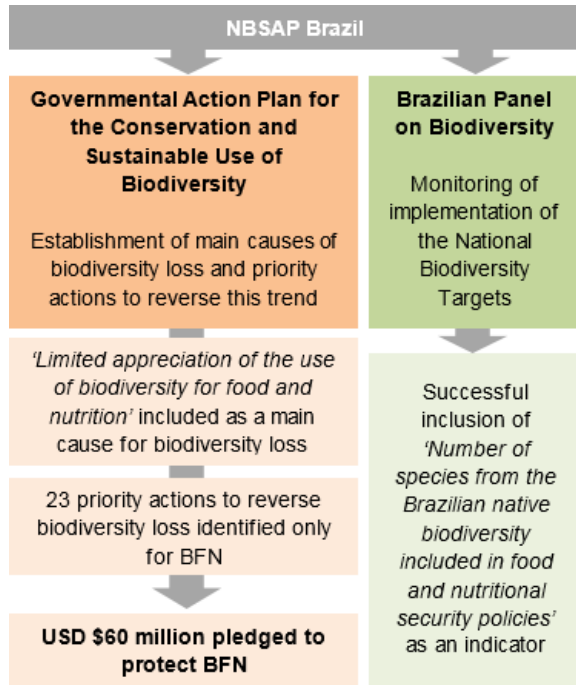 NBSAP Brazil
Governmental Action Plan for
the Conservation and
Sustainable Use of
Biodiversity
Establishment of main causes of
biodiversity loss and priority
actions to reverse this trend
'Limited appreciation of the use
of biodiversity for food and
nutrition' included as a main
cause for biodiversity loss
23 priority actions to reverse
biodiversity loss identified only
for BFN
USD $60 million pledged to
protect BFN
Brazilian Panel
on Biodiversity
Monitoring of
implementation of
the National
Biodiversity
Targets
Successful
inclusion of
'Number of
species from the
Brazilian native
biodiversity
included in food
and nutritional
security policies'
as an indicator